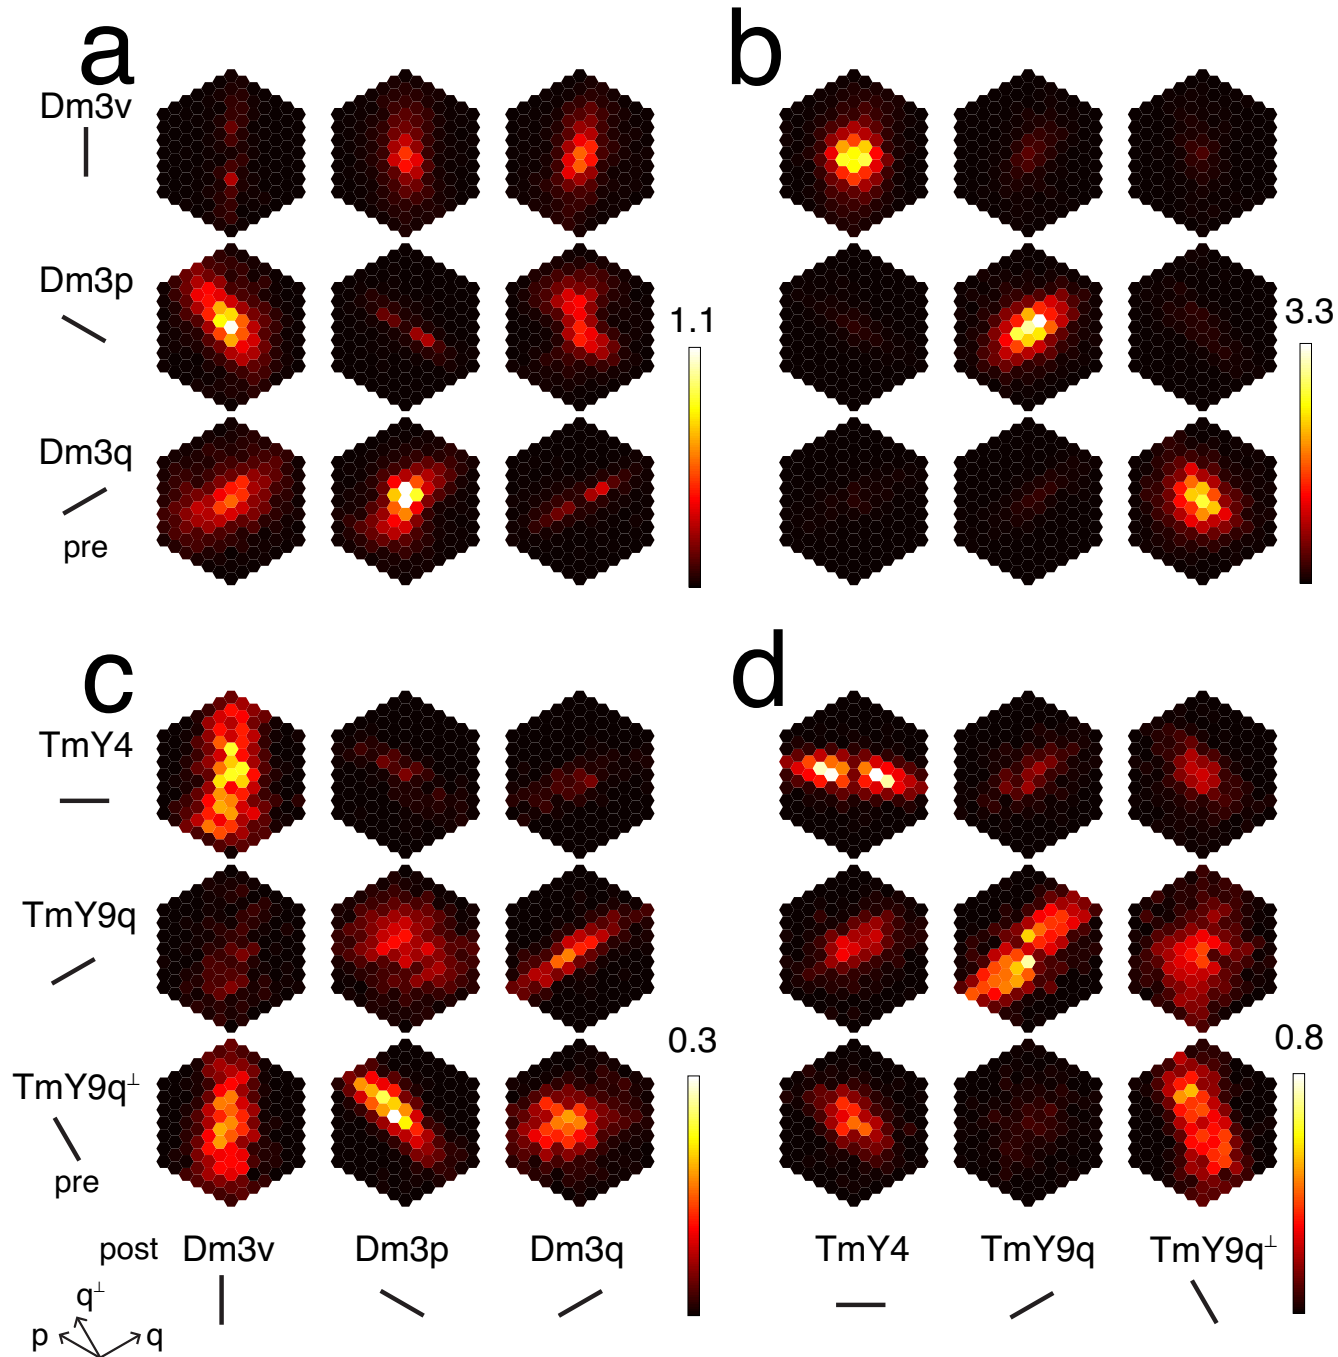 a
b
Dm3v
Dm3p
1.1
3.3
Dm3q
pre
c
d
TmY4
TmY9q
0.3
0.8
TmY9q⊥
pre
post Dm3v Dm3p Dm3q TmY4 TmY9q TmY9q⊥
q⊥
p q